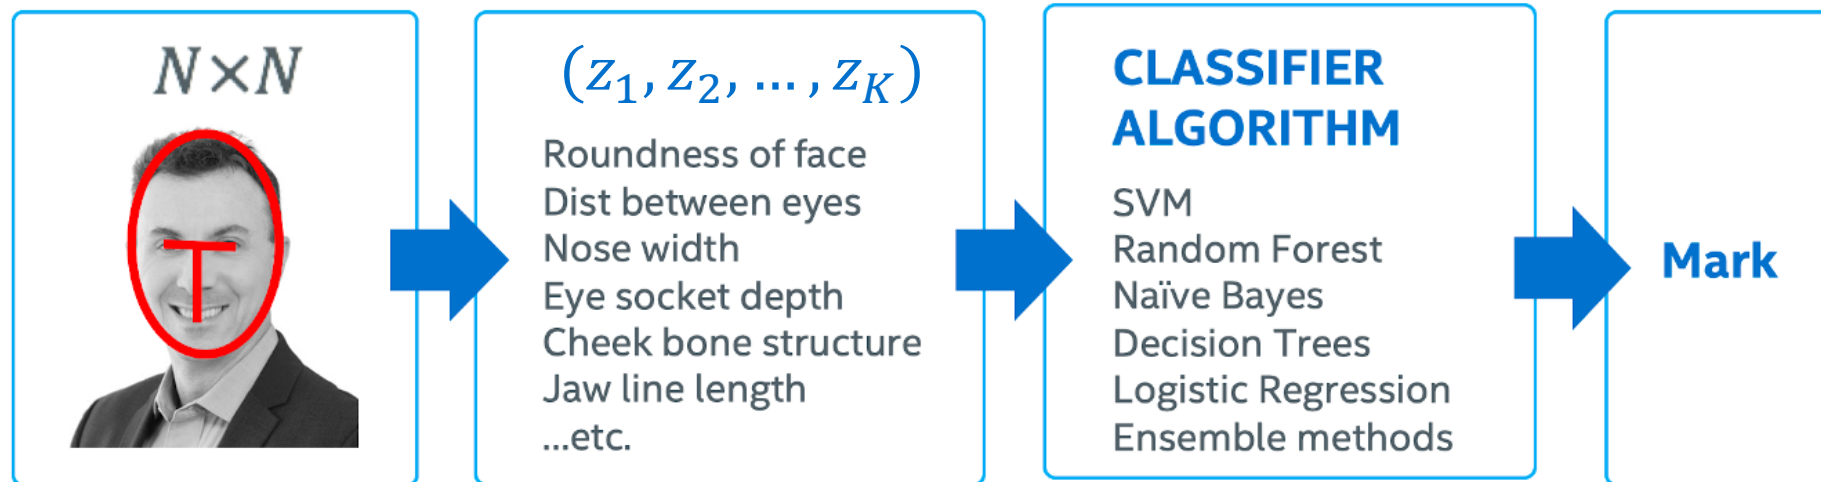 N×N
(z₁, z₂, … , z_K)
Roundness of face
Dist between eyes
Nose width
Eye socket depth
Cheek bone structure
Jaw line length
...etc.
CLASSIFIER
ALGORITHM
SVM
Random Forest
Naïve Bayes
Decision Trees
Logistic Regression
Ensemble methods
Mark